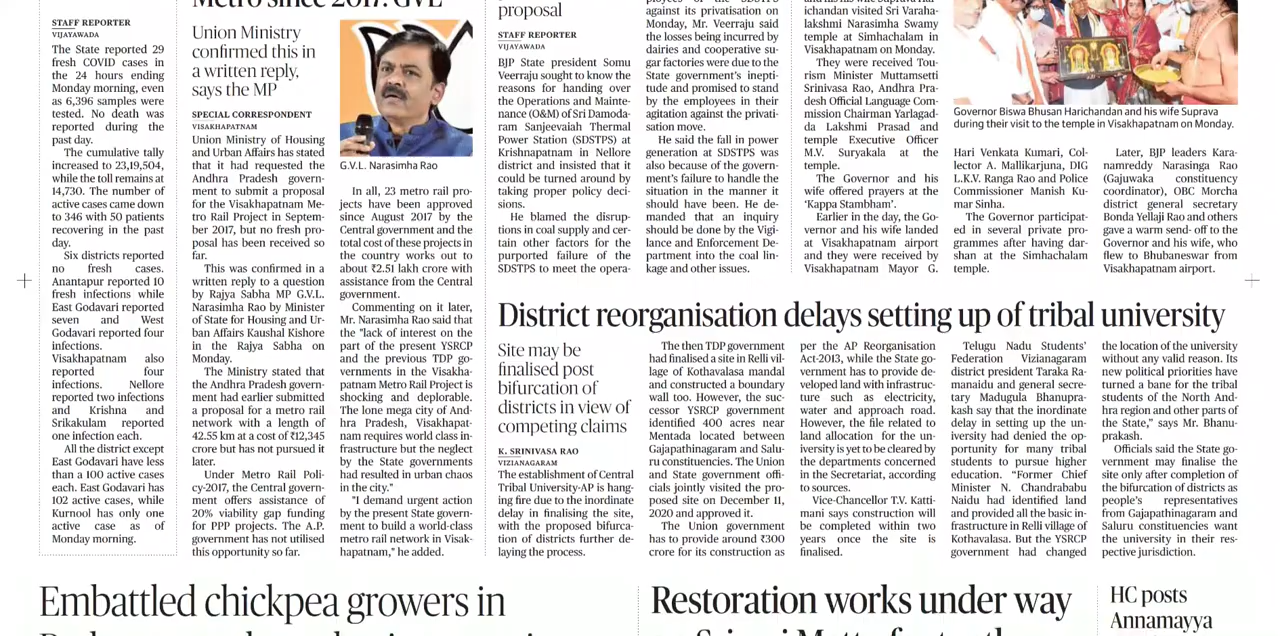 STAFF REPORTER
VIJAYAWADA
The State reported 29
fresh COVID cases in
the 24 hours ending
Monday morning, even
as 6,396 samples were
tested. No death was
reported during the
past day.
The cumulative tally
increased to 23,19,504,
while the toll remains at
14,730. The number of
active cases came down
to 346 with 50 patients
recovering in the past
day.
Six districts reported
no fresh cases.
Anantapur reported 10
fresh infections while
East Godavari reported
seven and West
Godavari reported four
infections.
Visakhapatnam also
reported four
infections. Nellore
reported two infections
and Krishna and
Srikakulam reported
one infection each.
All the district except
East Godavari have less
than a 100 active cases
each. East Godavari has
102 active cases, while
Kurnool has only one
active case as of
Monday morning.
Metro since 2017: GVL
Union Ministry
confirmed this in
a written reply,
says the MP
SPECIAL CORRESPONDENT
VISAKHAPATNAM
Union Ministry of Housing
and Urban Affairs has stated
that it had requested the
Andhra Pradesh govern-
ment to submit a proposal
for the Visakhapatnam Me-
tro Rail Project in Septem-
ber 2017, but no fresh pro-
posal has been received so
far.
This was confirmed in a
written reply to a question
by Rajya Sabha MP G.V.L.
Narasimha Rao by Minister
of State for Housing and Ur-
ban Affairs Kaushal Kishore
in the Rajya Sabha on
Monday.
The Ministry stated that
the Andhra Pradesh govern-
ment had earlier submitted
a proposal for a metro rail
network with a length of
42.55 km at a cost of ₹12,345
crore but has not pursued it
later.
Under Metro Rail Poli-
cy-2017, the Central govern-
ment offers assistance of
20% viability gap funding
for PPP projects. The A.P.
government has not utilised
this opportunity so far.
G.V.L. Narasimha Rao
In all, 23 metro rail pro-
jects have been approved
since August 2017 by the
Central government and the
total cost of these projects in
the country works out to
about ₹2.51 lakh crore with
assistance from the Central
government.
Commenting on it later,
Mr. Narasimha Rao said that
the "lack of interest on the
part of the present YSRCP
and the previous TDP go-
vernments in the Visakha-
patnam Metro Rail Project is
shocking and deplorable.
The lone mega city of And-
hra Pradesh, Visakhapat-
nam requires world class in-
frastructure but the neglect
by the State governments
had resulted in urban chaos
in the city."
"I demand urgent action
by the present State govern-
ment to build a world-class
metro rail network in Visak-
hapatnam," he added.
proposal
STAFF REPORTER
VIJAYAWADA
BJP State president Somu
Veerraju sought to know the
reasons for handing over
the Operations and Mainte-
nance (O&M) of Sri Damoda-
ram Sanjeevaiah Thermal
Power Station (SDSTPS) at
Krishnapatnam in Nellore
district and insisted that it
could be turned around by
taking proper policy deci-
sions.
He blamed the disrup-
tions in coal supply and cer-
tain other factors for the
purported failure of the
SDSTPS to meet the opera-
against its privatisation on
Monday, Mr. Veerraju said
the losses being incurred by
dairies and cooperative su-
gar factories were due to the
State government's inepti-
tude and promised to stand
by the employees in their
agitation against the privati-
sation move.
He said the fall in power
generation at SDSTPS was
also because of the govern-
ment's failure to handle the
situation in the manner it
should have been. He de-
manded that an inquiry
should be done by the Vigi-
lance and Enforcement De-
partment into the coal lin-
kage and other issues.
richandan visited Sri Varaha-
lakshmi Narasimha Swamy
temple at Simhachalam in
Visakhapatnam on Monday.
They were received Tou-
rism Minister Muttamsetti
Srinivasa Rao, Andhra Pra-
desh Official Language Com-
mission Chairman Yarlagad-
da Lakshmi Prasad and
temple Executive Officer
M.V. Suryakala at the
temple.
The Governor and his
wife offered prayers at the
'Kappa Stambham'.
Earlier in the day, the Go-
vernor and his wife landed
at Visakhapatnam airport
and they were received by
Visakhapatnam Mayor G.
Governor Biswa Bhusan Harichandan and his wife Suprava
during their visit to the temple in Visakhapatnam on Monday.
Hari Venkata Kumari, Col-
lector A. Mallikarjuna, DIG
L.K.V. Ranga Rao and Police
Commissioner Manish Ku-
mar Sinha.
The Governor participat-
ed in several private pro-
grammes after having dar-
shan at the Simhachalam
temple.
Later, BJP leaders Kara-
namreddy Narasinga Rao
(Gajuwaka constituency
coordinator), OBC Morcha
district general secretary
Bonda Yellaji Rao and others
gave a warm send- off to the
Governor and his wife, who
flew to Bhubaneswar from
Visakhapatnam airport.
District reorganisation delays setting up of tribal university
Site may be
finalised post
bifurcation of
districts in view of
competing claims
K. SRINIVASA RAO
VIZIANAGARAM
The establishment of Central
Tribal University-AP is hang-
ing fire due to the inordinate
delay in finalising the site,
with the proposed bifurca-
tion of districts further de-
laying the process.
The then TDP government
had finalised a site in Relli vil-
lage of Kothavalasa mandal
and constructed a boundary
wall too. However, the suc-
cessor YSRCP government
identified 400 acres near
Mentada located between
Gajapathinagaram and Salu-
ru constituencies. The Union
and State government offi-
cials jointly visited the pro-
posed site on December 11,
2020 and approved it.
The Union government
has to provide around ₹300
crore for its construction as
per the AP Reorganisation
Act-2013, while the State go-
vernment has to provide de-
veloped land with infrastruc-
ture such as electricity,
water and approach road.
However, the file related to
land allocation for the un-
iversity is yet to be cleared by
the departments concerned
in the Secretariat, according
to sources.
Vice-Chancellor T.V. Katti-
mani says construction will
be completed within two
years once the site is
finalised.
Telugu Nadu Students'
Federation Vizianagaram
district president Taraka Ra-
manaidu and general secre-
tary Madugula Bhanupra-
kash say that the inordinate
delay in setting up the un-
iversity had denied the op-
portunity for many tribal
students to pursue higher
education. “Former Chief
Minister N. Chandrababu
Naidu had identified land
and provided all the basic in-
frastructure in Relli village of
Kothavalasa. But the YSRCP
government had changed
the location of the university
without any valid reason. Its
new political priorities have
turned a bane for the tribal
students of the North And-
hra region and other parts of
the State,” says Mr. Bhanu-
prakash.
Officials said the State go-
vernment may finalise the
site only after completion of
the bifurcation of districts as
people's representatives
from Gajapathinagaram and
Saluru constituencies want
the university in their res-
pective jurisdiction.
Embattled chickpea growers in
Restoration works under way
HC posts
Annamayya